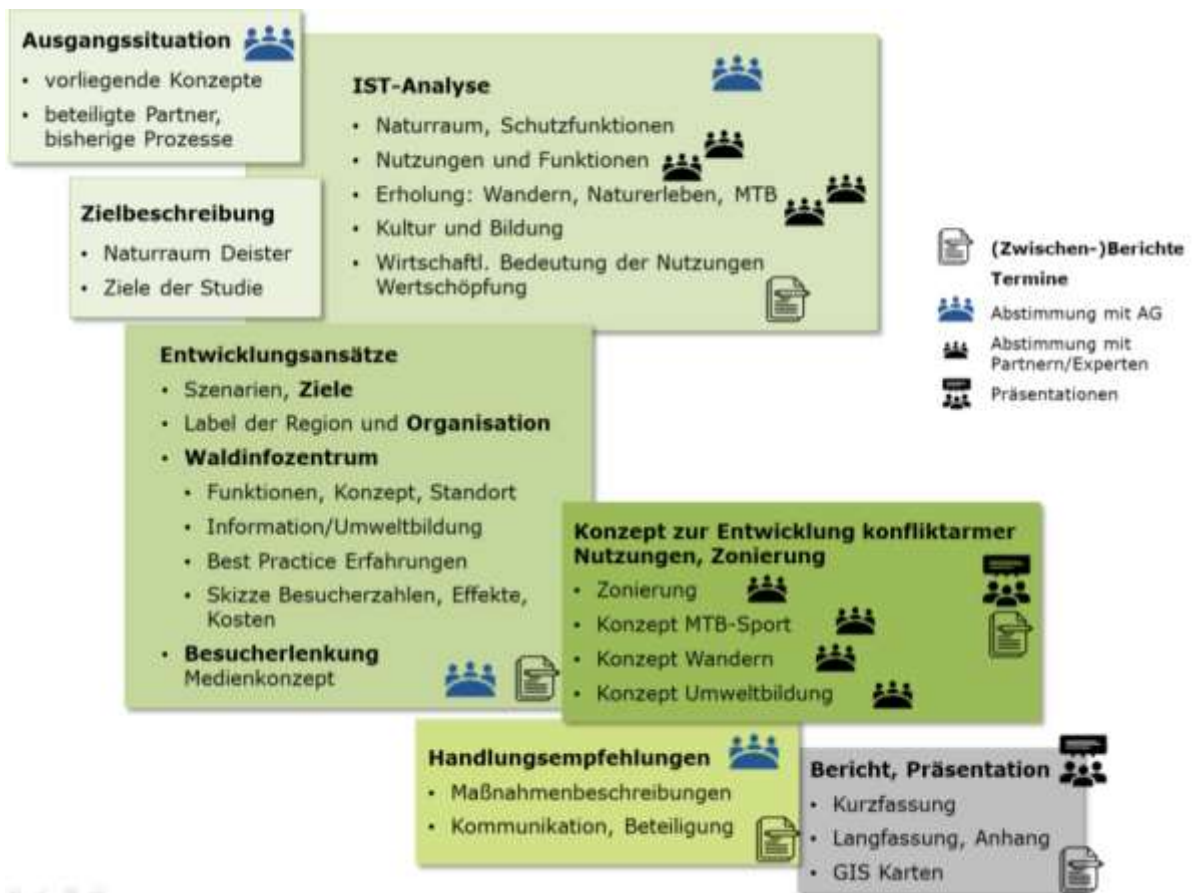 Ausgangssituation
• vorliegende Konzepte
• beteiligte Partner,
bisherige Prozesse
Zielbeschreibung
• Naturraum Deister
• Ziele der Studie
IST-Analyse
• Naturraum, Schutzfunktionen
• Nutzungen und Funktionen
• Erholung: Wandern, Naturerleben, MTB
• Kultur und Bildung
• Wirtschaftl. Bedeutung der Nutzungen
Wertschöpfung
(Zwischen-)Berichte
Termine
Abstimmung mit AG
Abstimmung mit
Partnern/Experten
Präsentationen
Entwicklungsansätze
• Szenarien, Ziele
• Label der Region und Organisation
• Waldinfozentrum
• Funktionen, Konzept, Standort
• Information/Umweltbildung
• Best Practice Erfahrungen
• Skizze Besucherzahlen, Effekte,
Kosten
• Besucherlenkung
Medienkonzept
Konzept zur Entwicklung konfliktarmer
Nutzungen, Zonierung
• Zonierung
• Konzept MTB-Sport
• Konzept Wandern
• Konzept Umweltbildung
Handlungsempfehlungen
• Maßnahmenbeschreibungen
• Kommunikation, Beteiligung
Bericht, Präsentation
• Kurzfassung
• Langfassung, Anhang
• GIS Karten